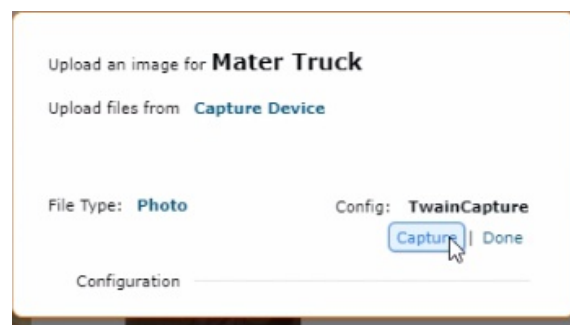 Upload an image for Mater Truck
Upload files from Capture Device
File Type: Photo Config: TwainCapture
Capture | Done
Configuration